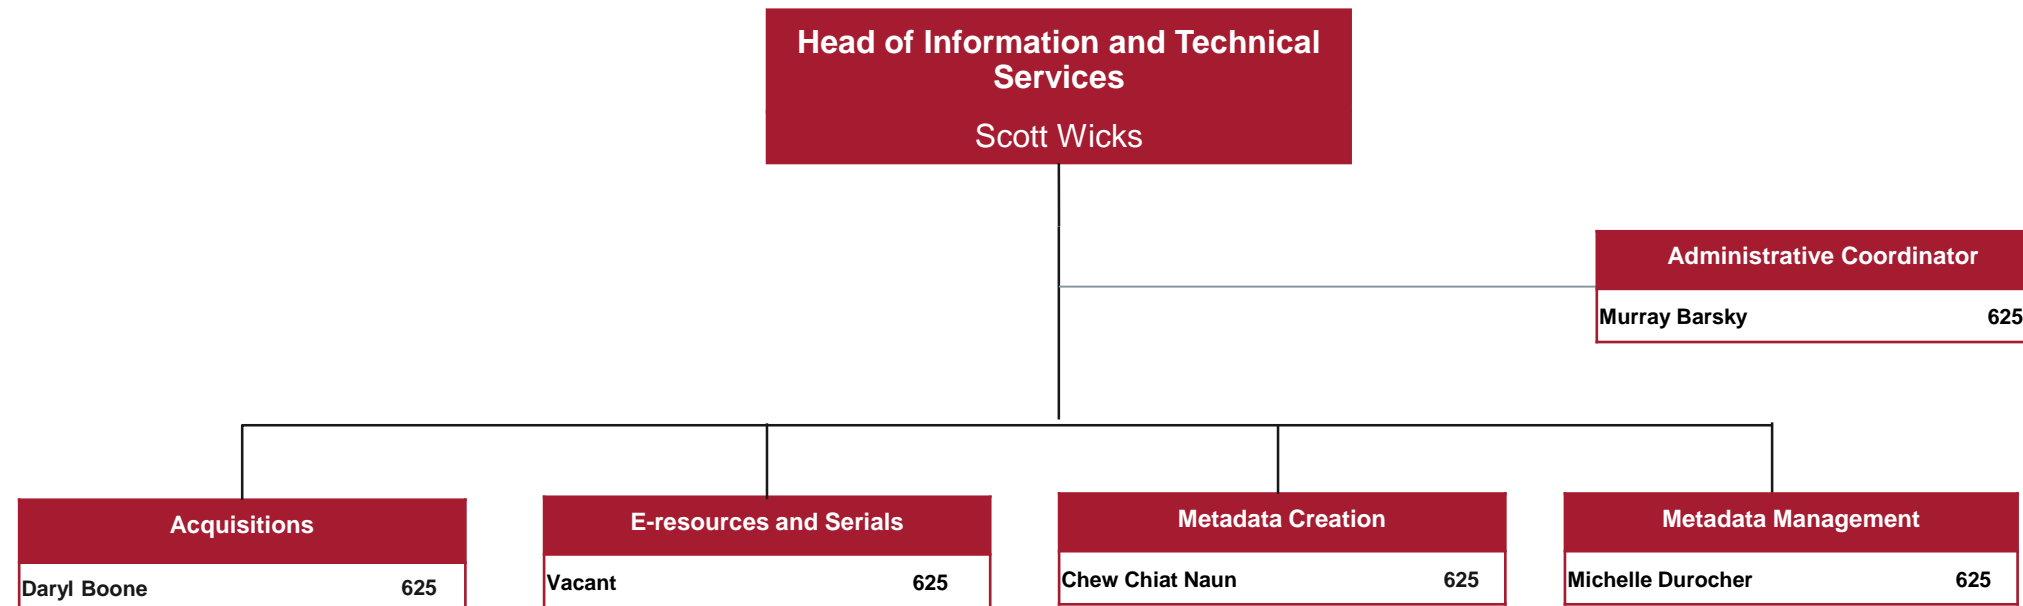 Head of Information and Technical
Services
Scott Wicks
Administrative Coordinator
Murray Barsky 625
Acquisitions
Daryl Boone 625
E-resources and Serials
Vacant 625
Metadata Creation
Chew Chiat Naun 625
Metadata Management
Michelle Durocher 625